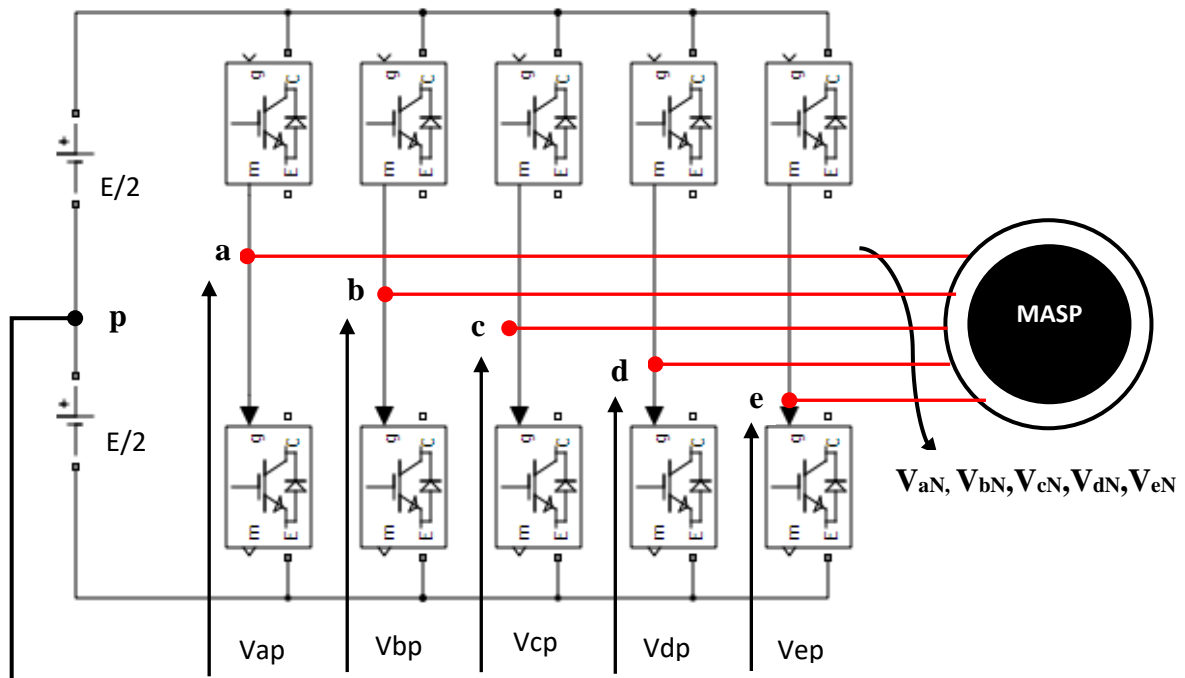 g C g C g C g C g C
+
m E m E m E m E m E
E/2
a
b
p
c
MASP
d
+
e
g C g C g C g C g C
E/2
VaN, VbN,VcN,VdN,VeN
m E m E m E m E m E
Vap Vbp Vcp Vdp Vep